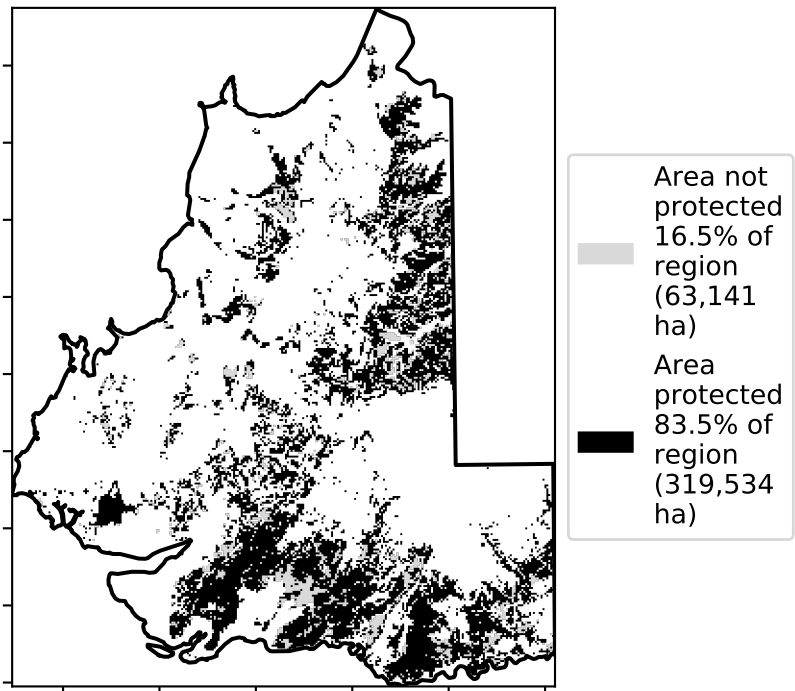 Area not
protected
16.5% of
region
(63,141
ha)
Area
protected
83.5% of
region
(319,534
ha)